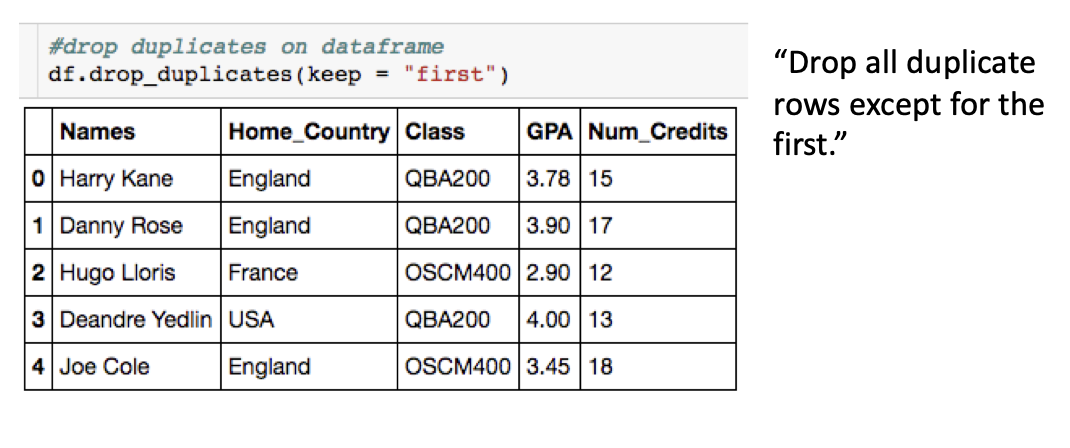 #drop duplicates on dataframe
df.drop_duplicates(keep = "first")
Names Home_Country Class GPA Num_Credits
0 Harry Kane England QBA200 3.78 15
1 Danny Rose England QBA200 3.90 17
2 Hugo Lloris France OSCM400 2.90 12
3 Deandre Yedlin USA QBA200 4.00 13
4 Joe Cole England OSCM400 3.45 18
“Drop all duplicate
rows except for the
first.”